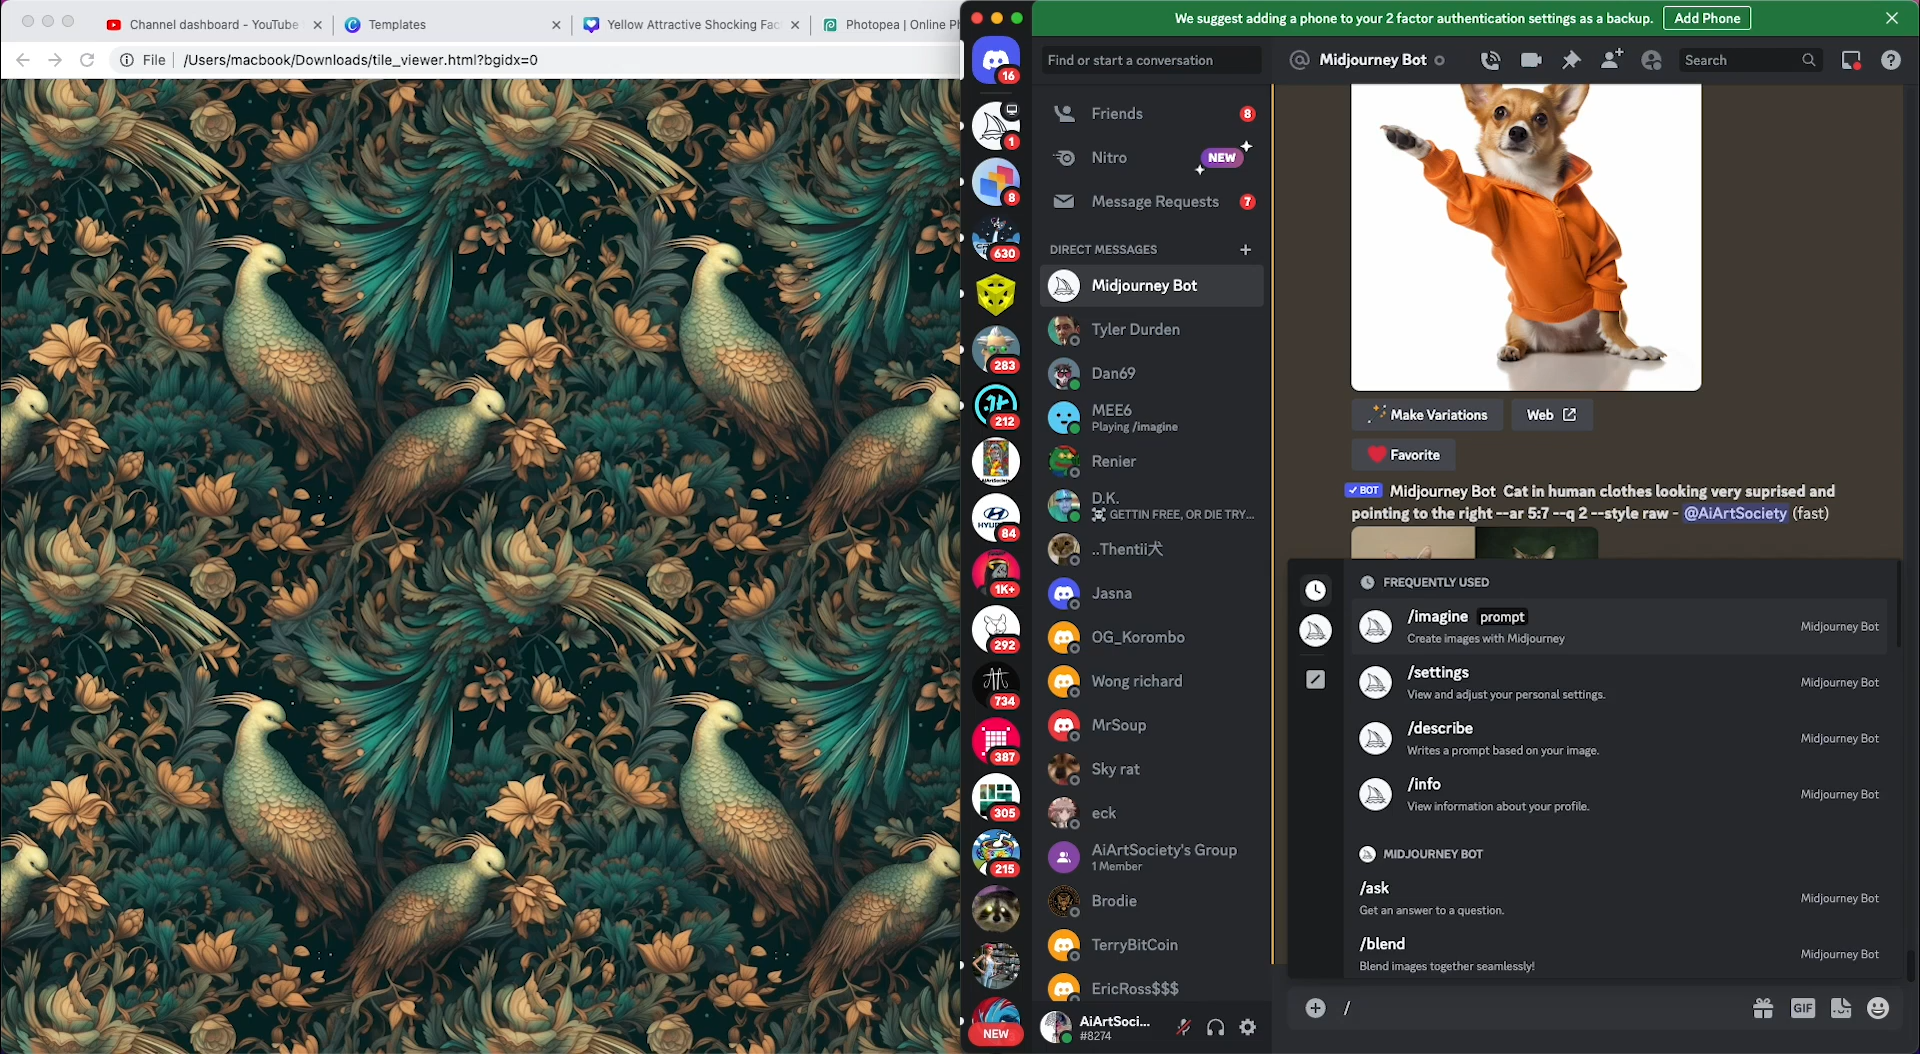 Channel dashboard - YouTube
Templates
Yellow Attractive Shocking Fac
Photopea | Online Ph
File
/Users/macbook/Downloads/tile_viewer.html?bgidx=0
We suggest adding a phone to your 2 factor authentication settings as a backup.
Add Phone
Find or start a conversation
Midjourney Bot
Search
16
1
8
630
283
212
AiArtSociety
HYUN
84
1K+
292
734
387
305
215
NEW
Friends
8
Nitro
NEW
Message Requests
7
DIRECT MESSAGES
Midjourney Bot
Tyler Durden
Dan69
MEE6
Playing /imagine
Renier
D.K.
GETTIN FREE, OR DIE TRY...
..Thentii犬
Jasna
OG_Korombo
Wong richard
MrSoup
Sky rat
eck
AiArtSociety's Group
1 Member
Brodie
TerryBitCoin
EricRoss$$$
AiArtSoci...
#8274
Make Variations
Web
Favorite
BOT Midjourney Bot Cat in human clothes looking very suprised and
pointing to the right --ar 5:7 --q 2 --style raw - @AiArtSociety (fast)
FREQUENTLY USED
/imagine prompt
Create images with Midjourney
Midjourney Bot
/settings
View and adjust your personal settings.
Midjourney Bot
/describe
Writes a prompt based on your image.
Midjourney Bot
/info
View information about your profile.
Midjourney Bot
MIDJOURNEY BOT
/ask
Get an answer to a question.
Midjourney Bot
/blend
Blend images together seamlessly!
Midjourney Bot
/
GIF